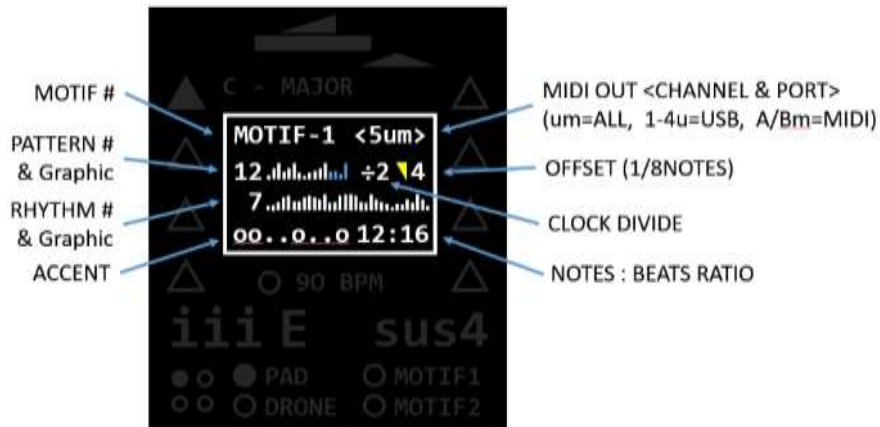 C - MAJOR
MOTIF #
MOTIF-1 <5um>
MIDI OUT <CHANNEL & PORT>
(um=ALL, 1-4u=USB, A/Bm=MIDI)
PATTERN #
& Graphic
12 ÷2 4
OFFSET (1/8NOTES)
RHYTHM #
& Graphic
7
CLOCK DIVIDE
ACCENT
oo..o..o 12:16
NOTES : BEATS RATIO
90 BPM
iii E sus4
PAD MOTIF1
DRONE MOTIF2